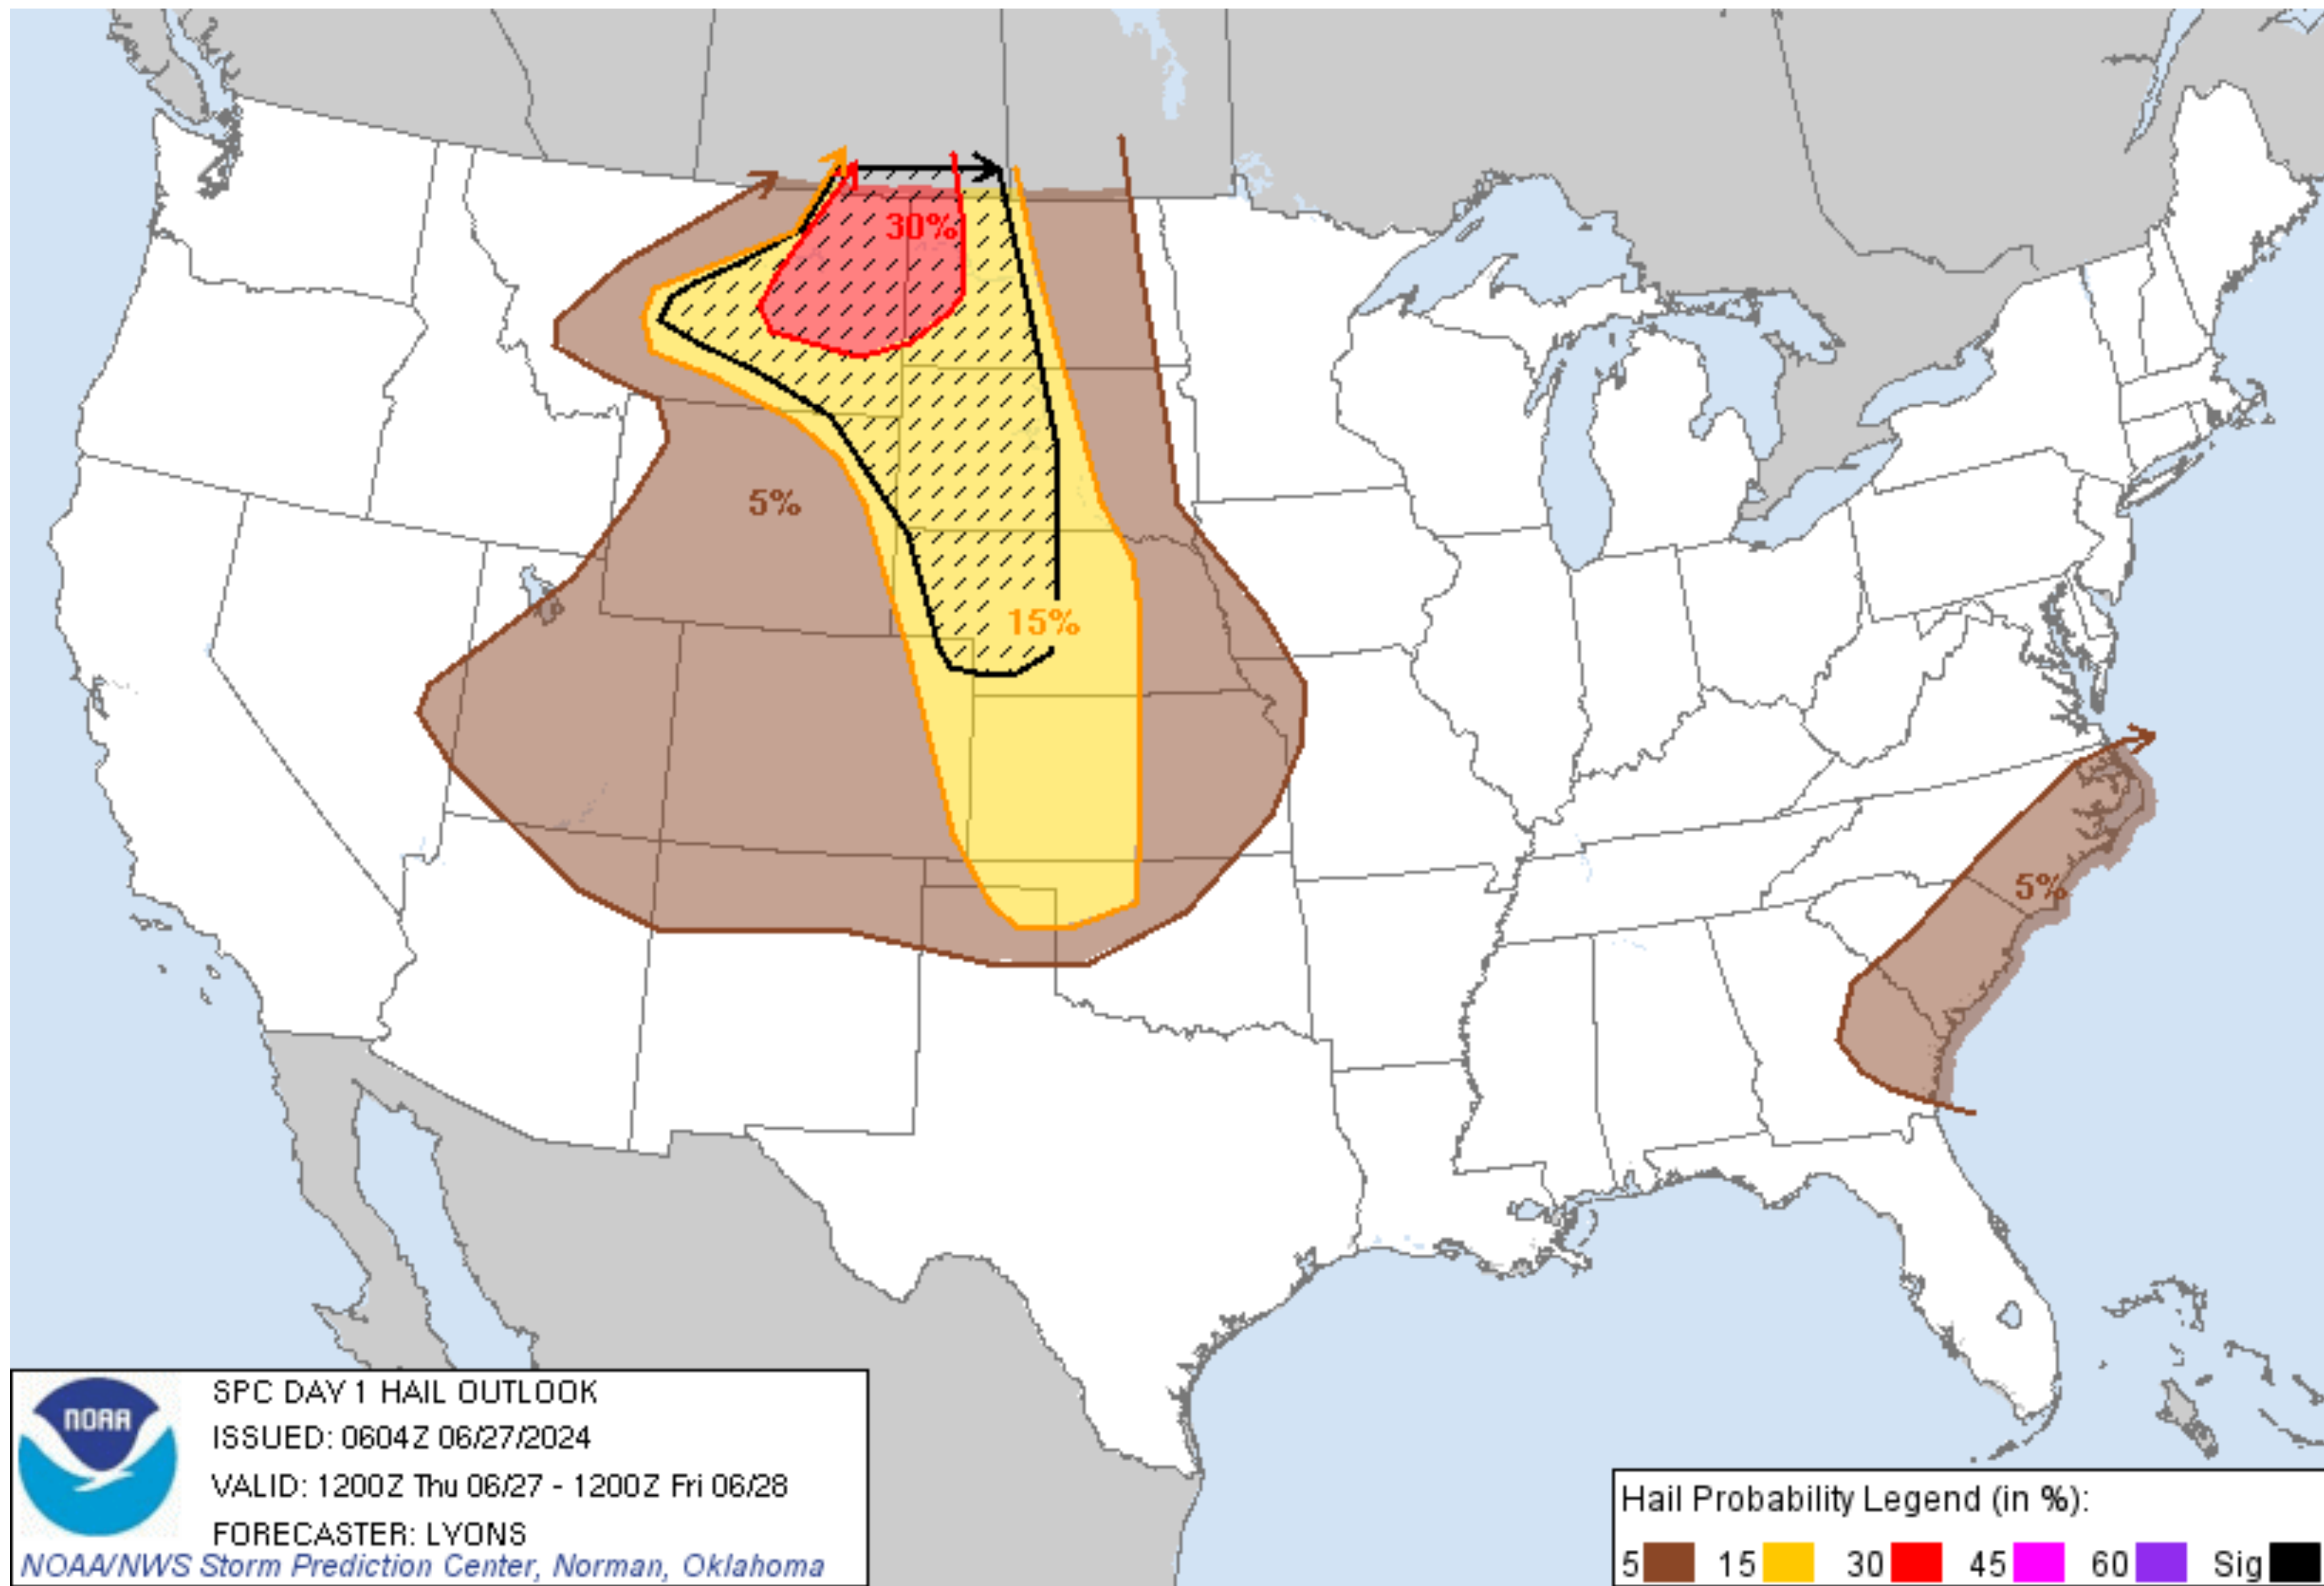 30%
5%
15%
5%
NOAA
SPC DAY 1 HAIL OUTLOOK
ISSUED: 0604Z 06/27/2024
VALID: 1200Z Thu 06/27 - 1200Z Fri 06/28
FORECASTER: LYONS
NOAA/NWS Storm Prediction Center, Norman, Oklahoma
Hail Probability Legend (in %):
5 15 30 45 60 Sig